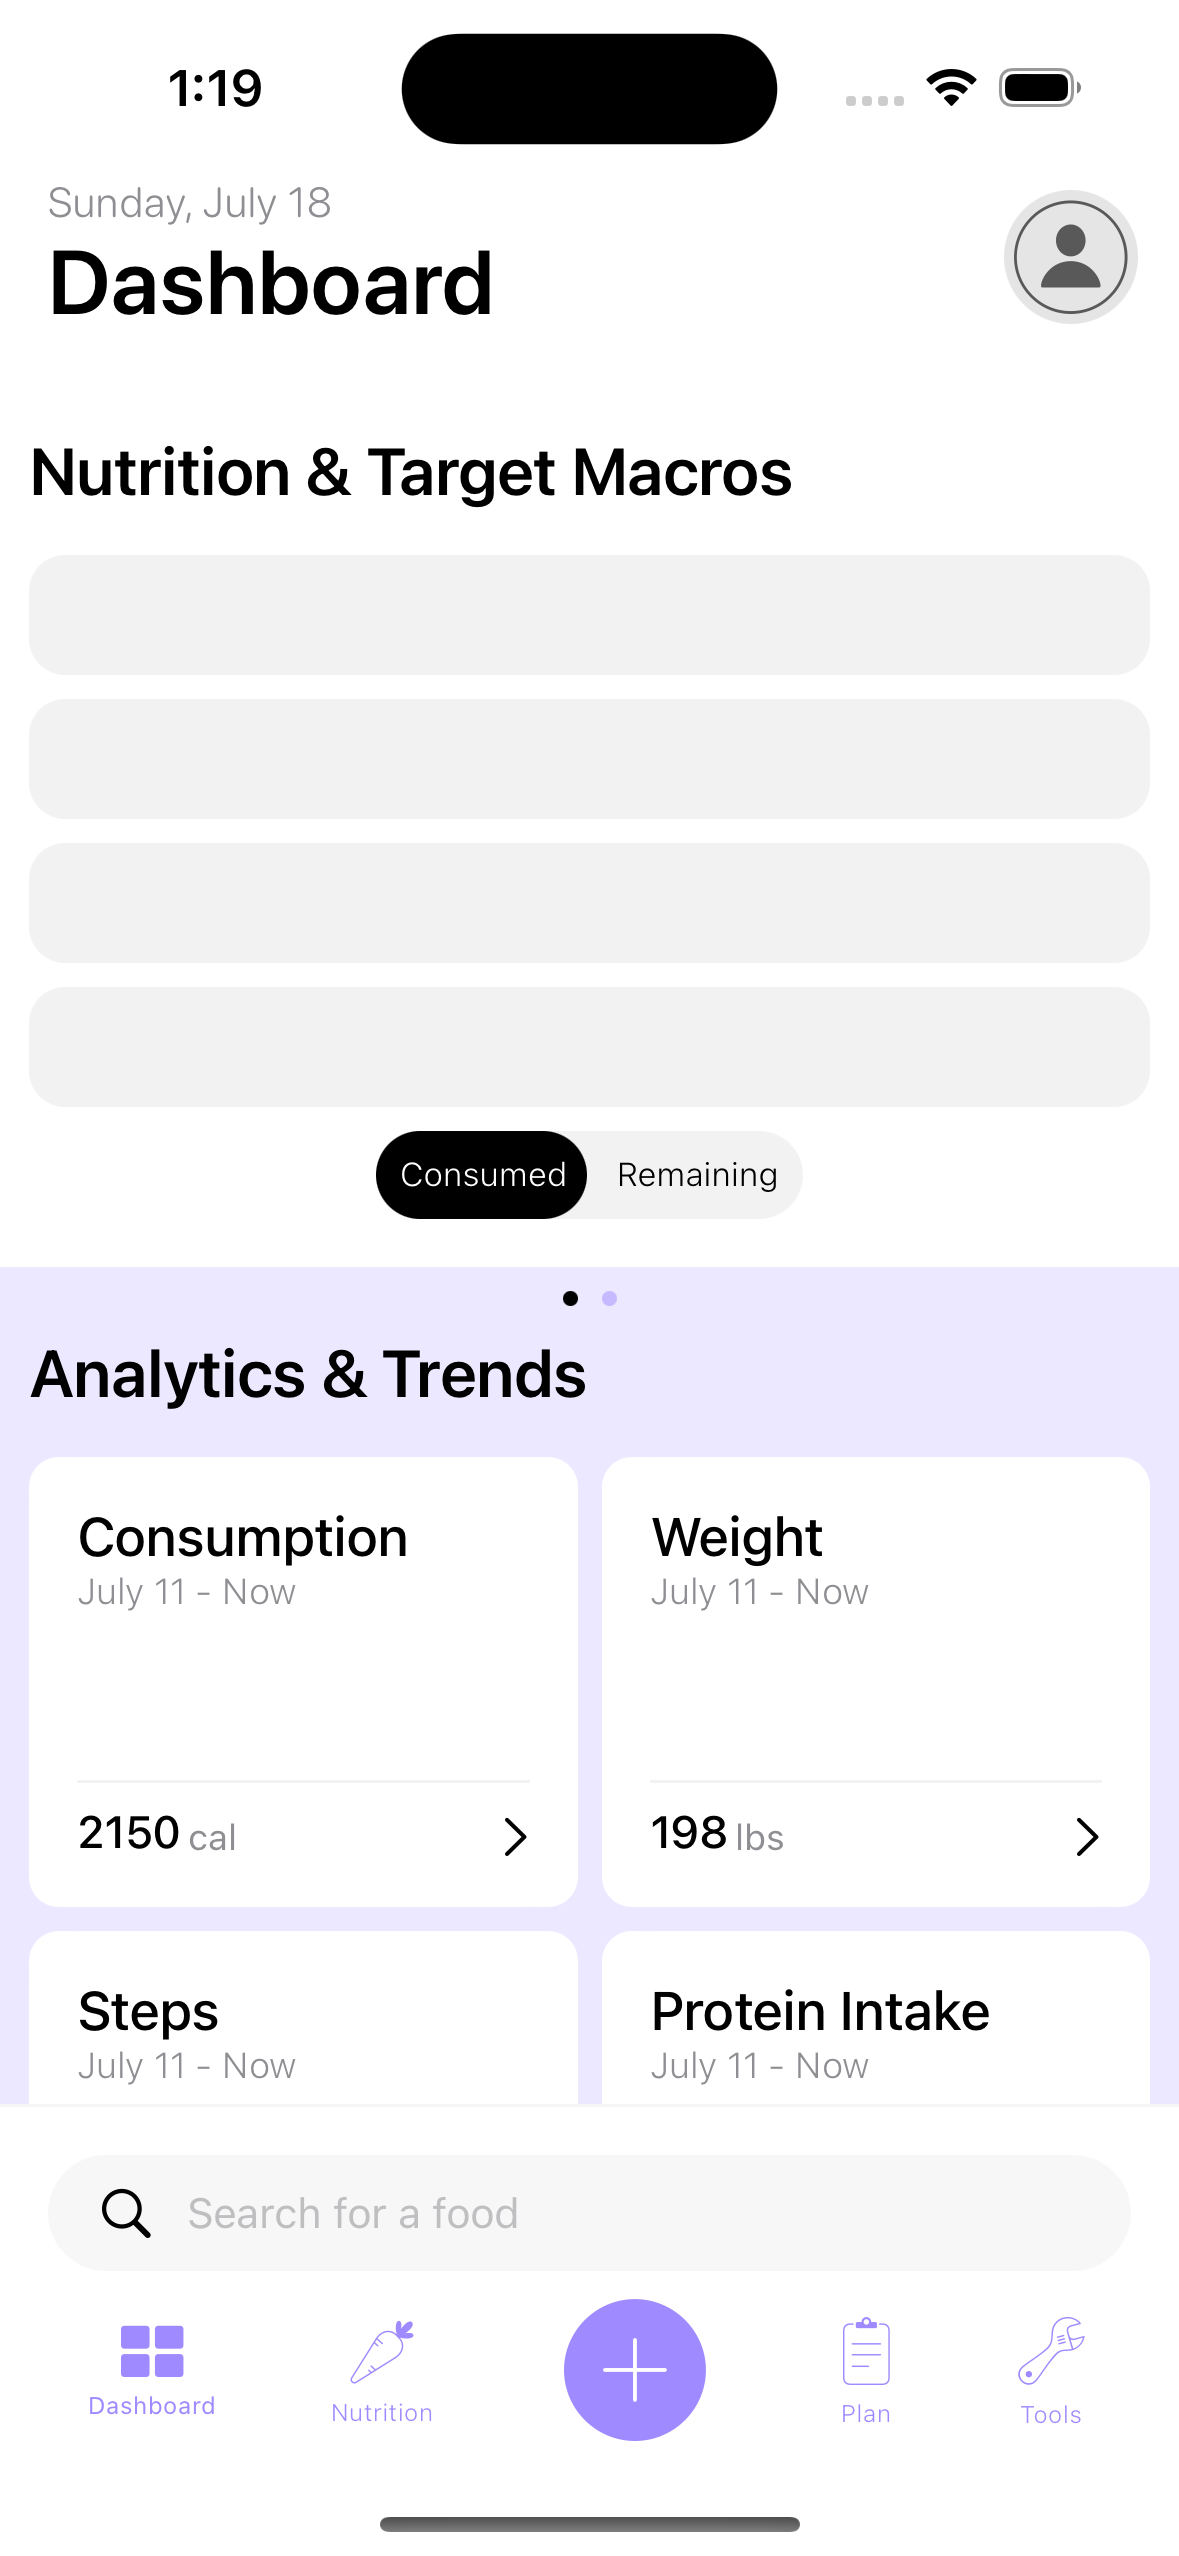 1:19
Sunday, July 18
Dashboard
Nutrition & Target Macros
Consumed Remaining
Analytics & Trends
Consumption
July 11 - Now
2150 cal
Weight
July 11 - Now
198 lbs
Steps
July 11 - Now
Protein Intake
July 11 - Now
Search for a food
Dashboard Nutrition Plan Tools